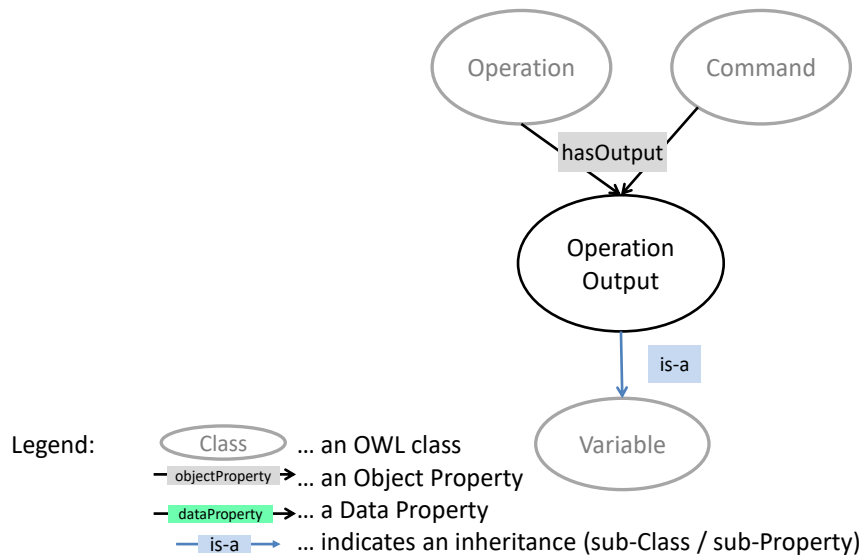 Operation
Command
hasOutput
Operation
Output
is-a
Variable
Legend:
Class
... an OWL class
objectProperty
... an Object Property
dataProperty
... a Data Property
is-a
... indicates an inheritance (sub-Class / sub-Property)